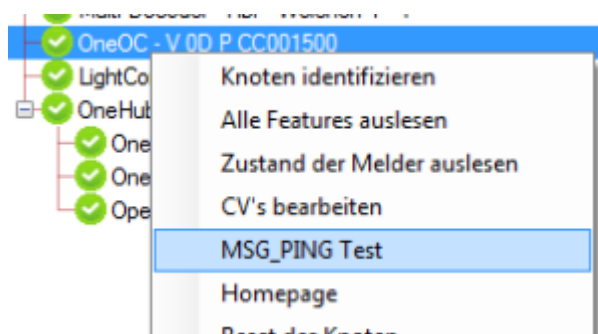 OneOC - V 0D P CC001500
LightCo
OneHub
One
One
Ope
Knoten identifizieren
Alle Features auslesen
Zustand der Melder auslesen
CV's bearbeiten
MSG_PING Test
Homepage